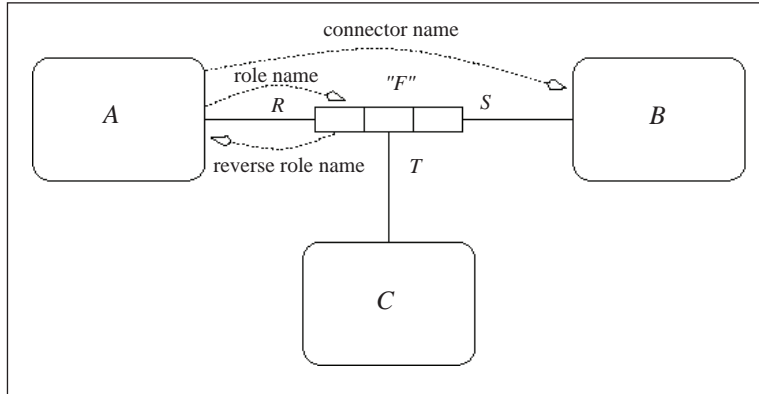 connector name
role name
"F"
A
R
S
B
reverse role name
T
C